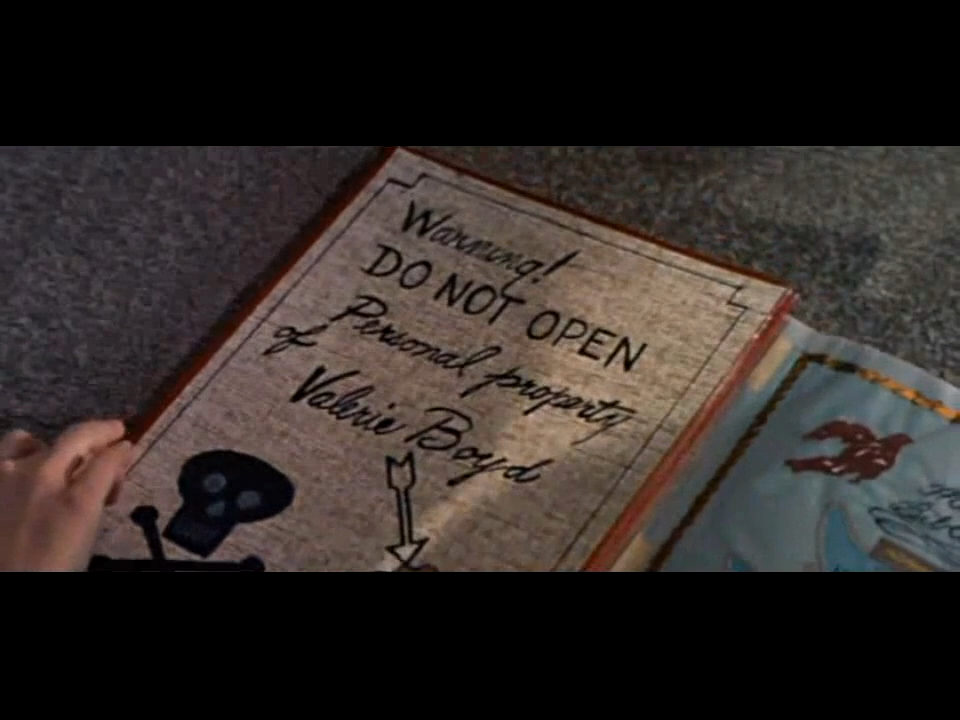 Warning!
DO NOT OPEN
Personal property
of
Valerie Boyd